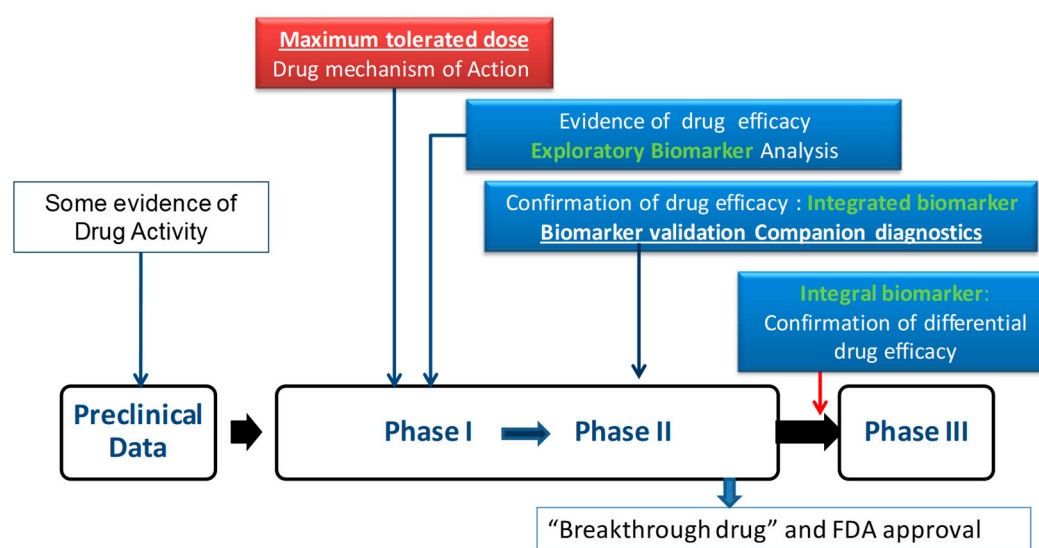 Maximum tolerated dose
Drug mechanism of Action
Evidence of drug efficacy
Exploratory Biomarker Analysis
Some evidence of
Drug Activity
Confirmation of drug efficacy : Integrated biomarker
Biomarker validation Companion diagnostics
Integral biomarker:
Confirmation of differential
drug efficacy
Preclinical
Data
Phase I
Phase II
Phase III
“Breakthrough drug” and FDA approval